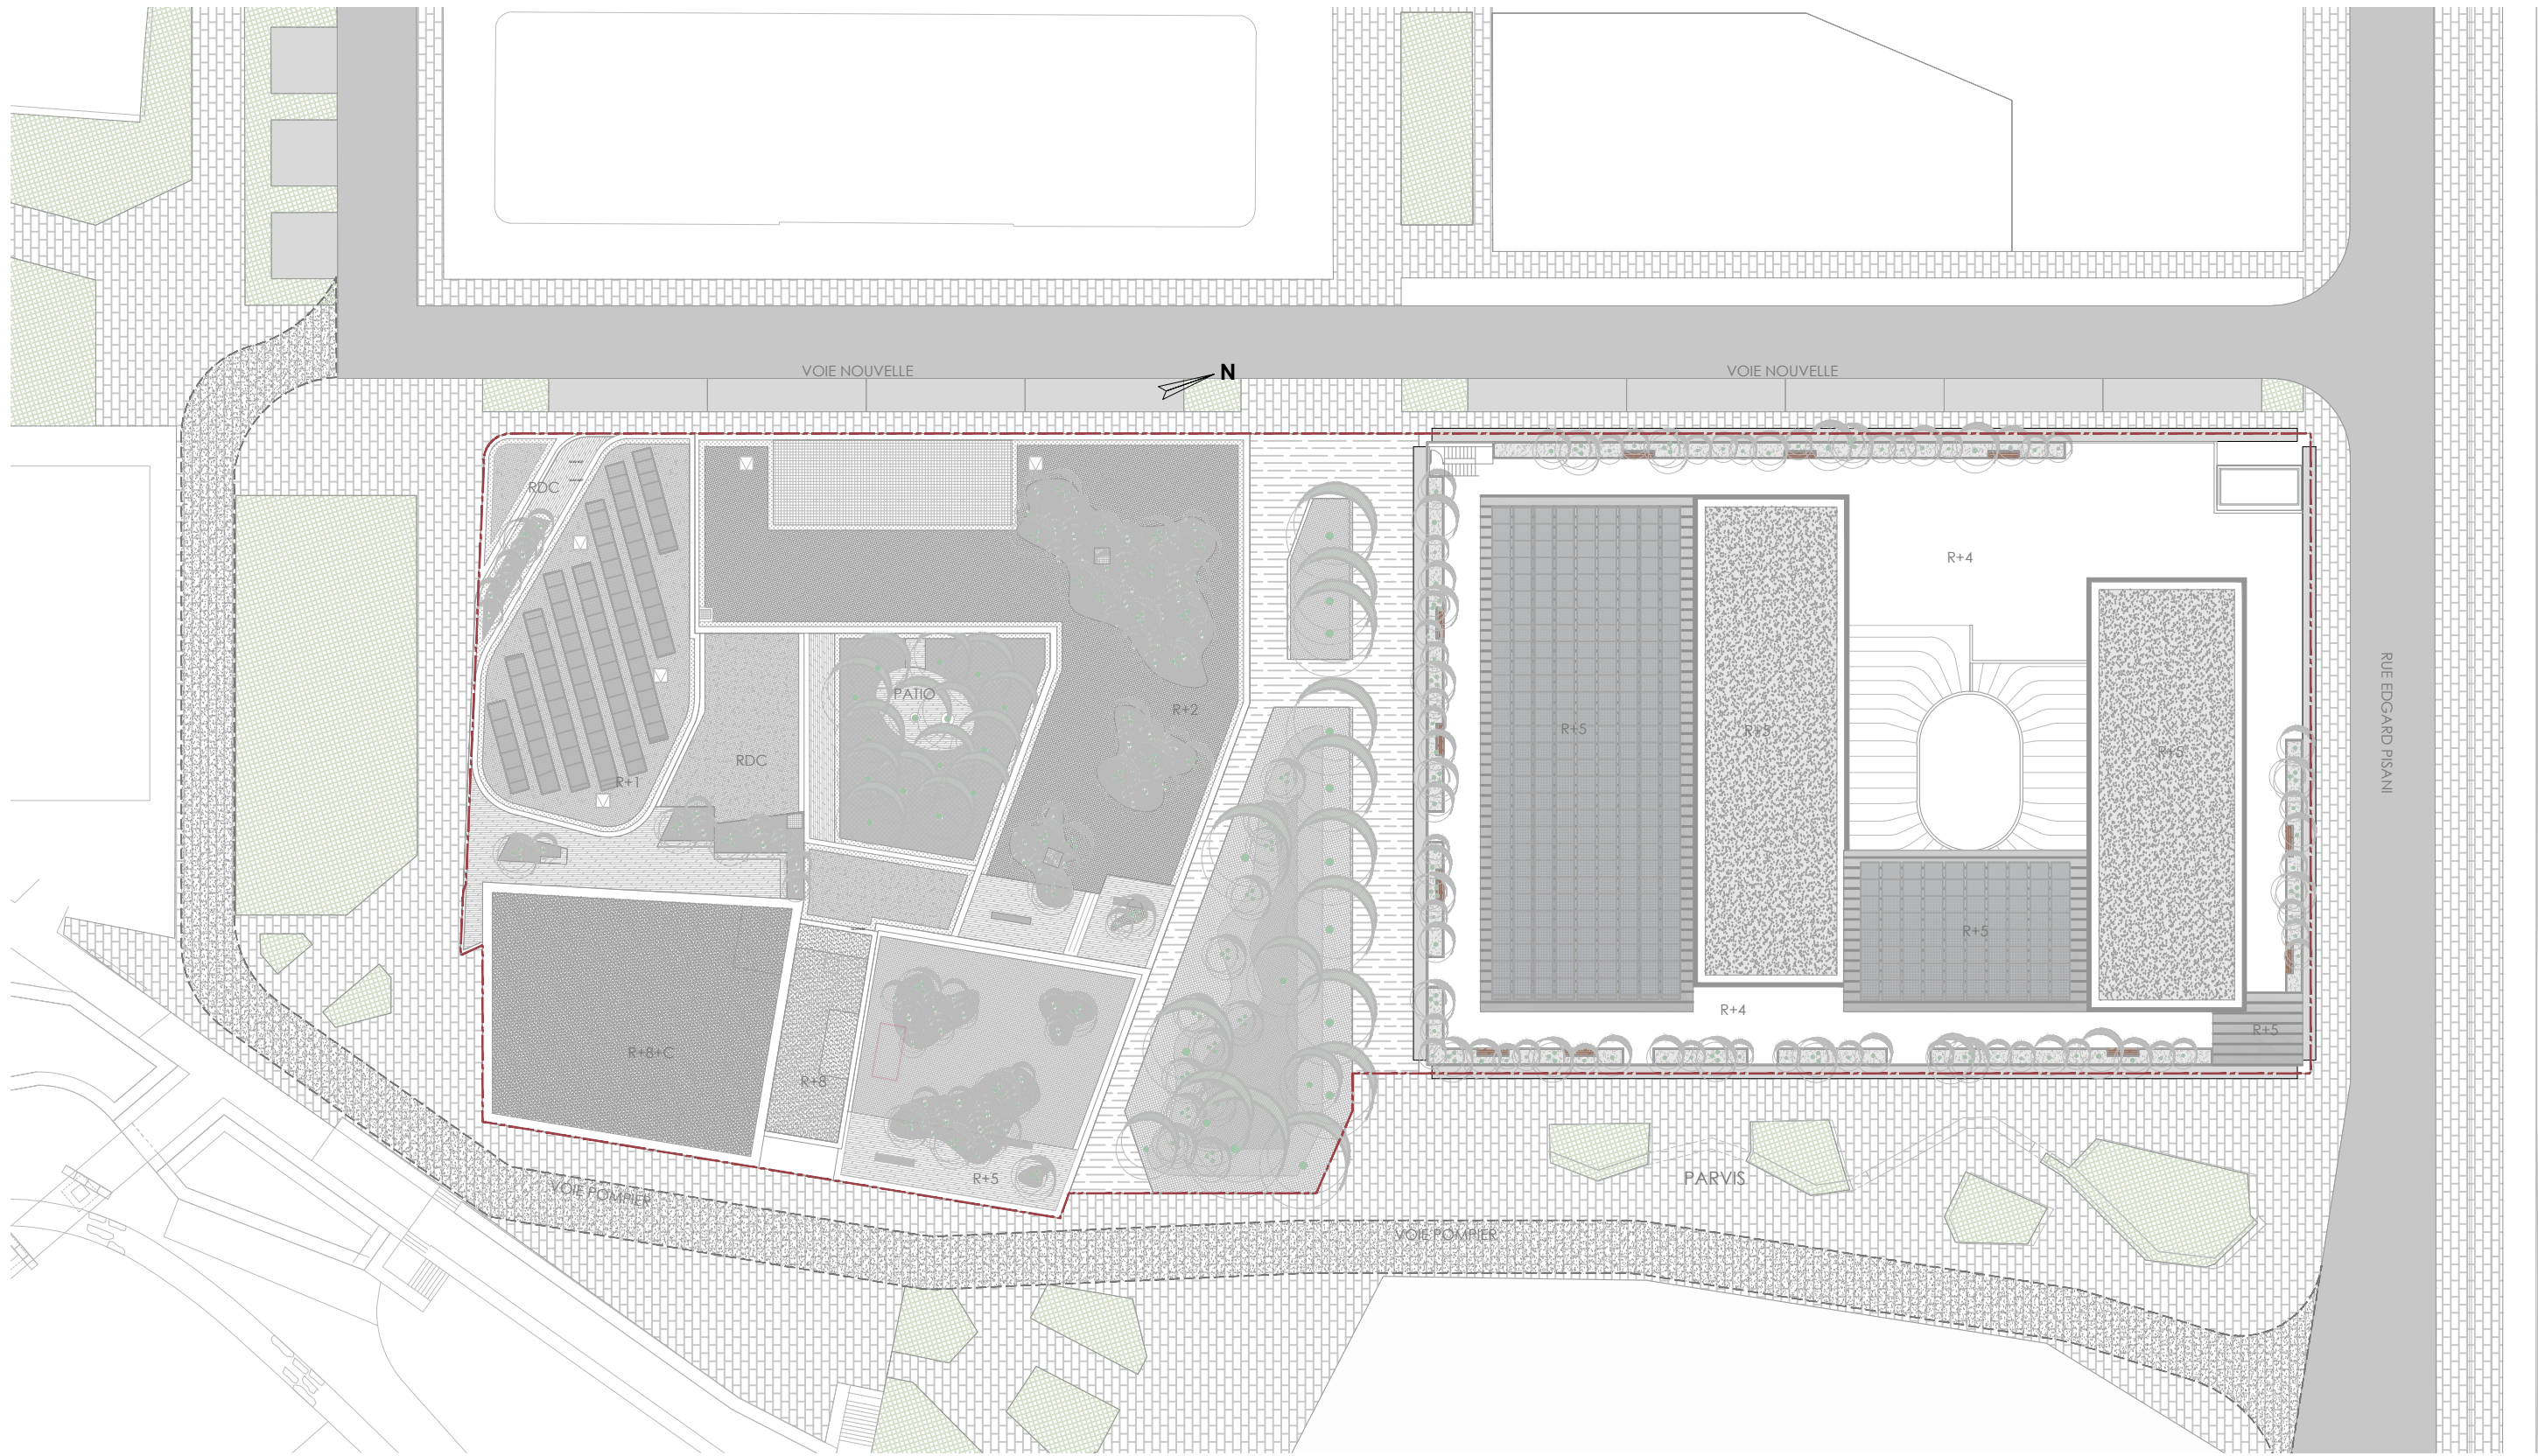 VOIE NOUVELLE
N
VOIE NOUVELLE
RDC
R+4
RUE EDGARD PISANI
PATIO
R+2
R+5
R+5
R+5
RDC
R+1
R+5
R+4
R+5
R+8+C
R+8
R+5
PARVIS
VOIE POMPIER
VOIE POMPIER